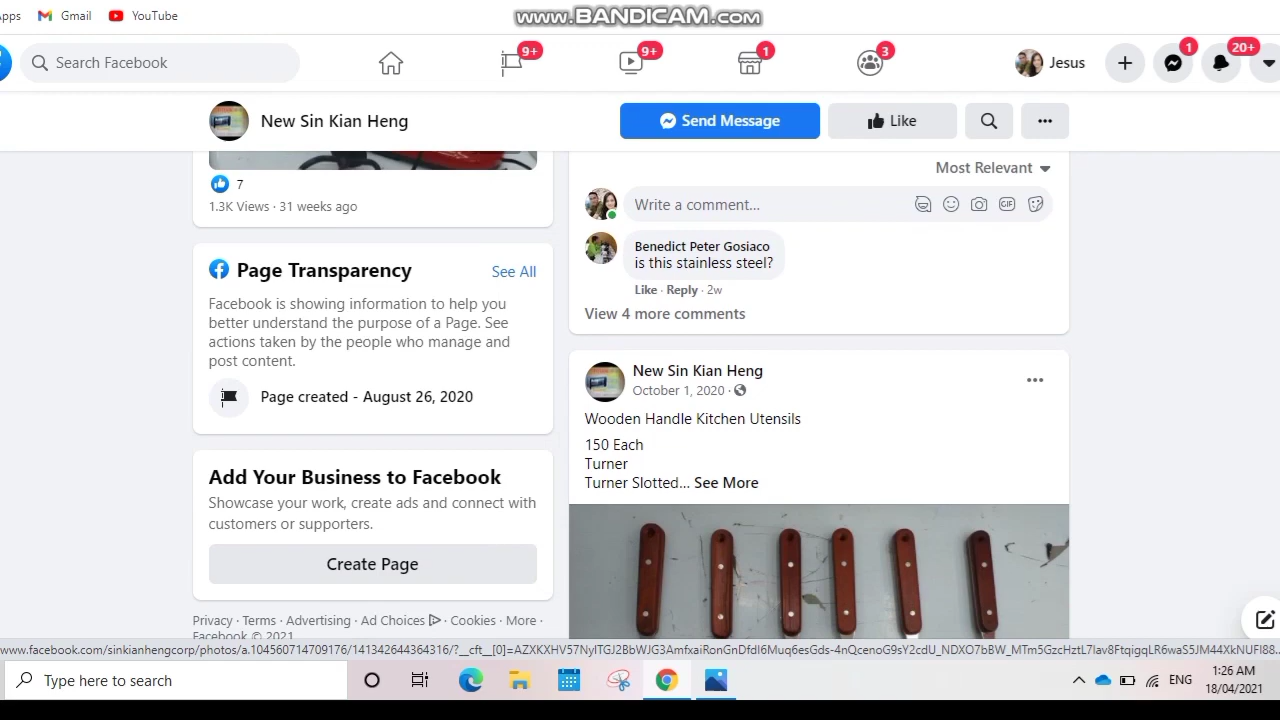 pps Gmail YouTube
www.BANDICAM.com
Search Facebook
9+ 9+ 1 3 Jesus 1 20+
New Sin Kian Heng Send Message Like
7
1.3K Views · 31 weeks ago
Page Transparency See All
Facebook is showing information to help you
better understand the purpose of a Page. See
actions taken by the people who manage and
post content.
Page created - August 26, 2020
Add Your Business to Facebook
Showcase your work, create ads and connect with
customers or supporters.
Create Page
Privacy · Terms · Advertising · Ad Choices · Cookies · More ·
Facebook © 2021
Most Relevant
Write a comment...
GIF
Benedict Peter Gosiaco
is this stainless steel?
Like · Reply · 2w
View 4 more comments
New Sin Kian Heng
October 1, 2020 ·
Wooden Handle Kitchen Utensils
150 Each
Turner
Turner Slotted... See More
Type here to search
ENG
1:26 AM
18/04/2021